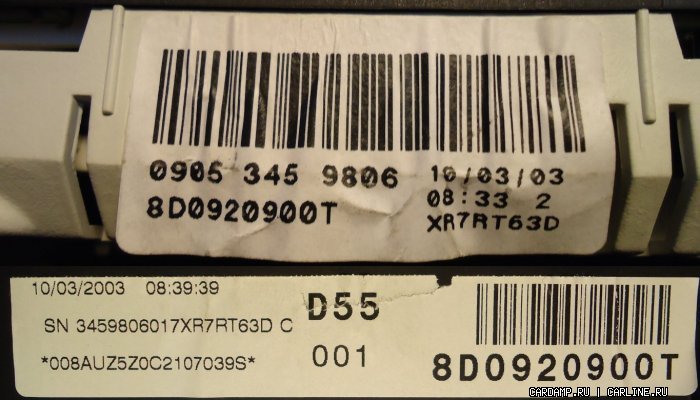 0905 345 9806 10/03/03
08:33 2
8D0920900T XR7RT63D
10/03/2003 08:39:39
D55
SN 3459806017XR7RT63D C
001
*008AUZ5Z0C2107039S*
8D0920900T
CARDAMP.RU | CARLINE.RU